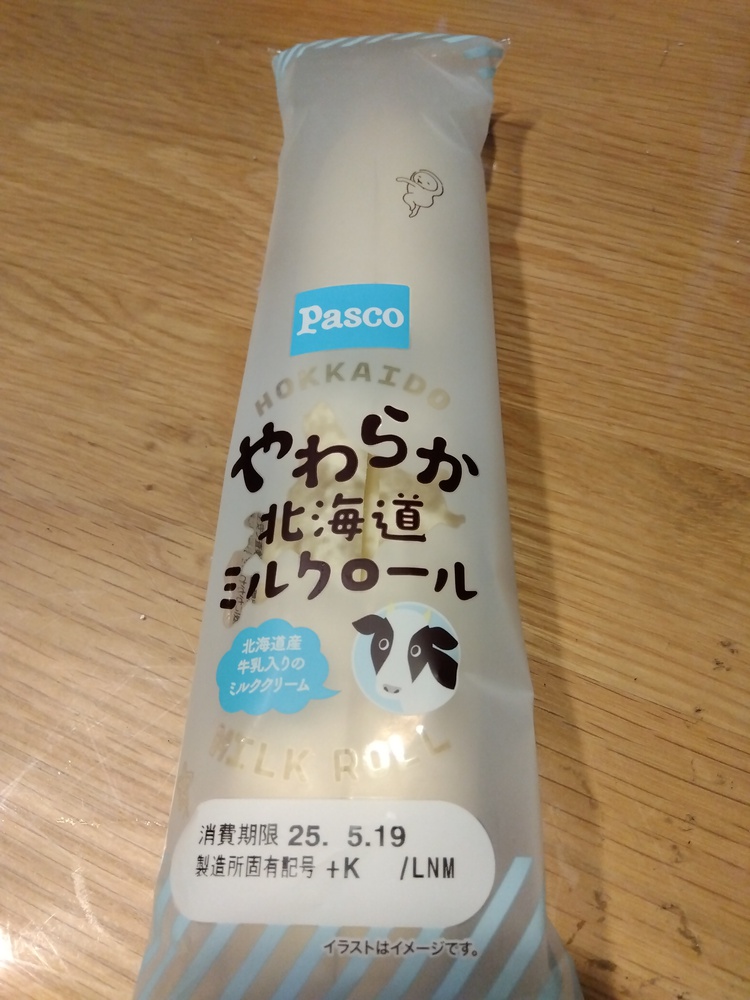 Pasco
HOKKAIDO
やわらか
北海道
ミルクロール
北海道産
牛乳入りの
ミルククリーム
MILK ROLL
消費期限 25. 5.19
製造所固有記号 +K /LNM
イラストはイメージです。